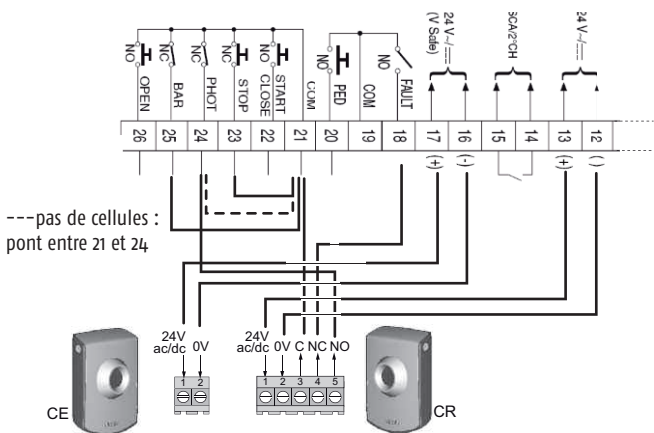 24 V~/⎓
(V Safe)
SCA/2°CH
24 V~/⎓
NO
NC
NC
NC
NO
NO
NO
OPEN
BAR
PHOT
STOP
START
CLOSE
COM
PED
COM
FAULT
26
25
24
23
22
21
20
19
18
17
16
15
14
13
12
(+)
(-)
(+)
( )
---pas de cellules :
pont entre 21 et 24
24V
ac/dc 0V
24V
ac/dc 0V C NC NO
1 2
1 2 3 4 5
CE
CR